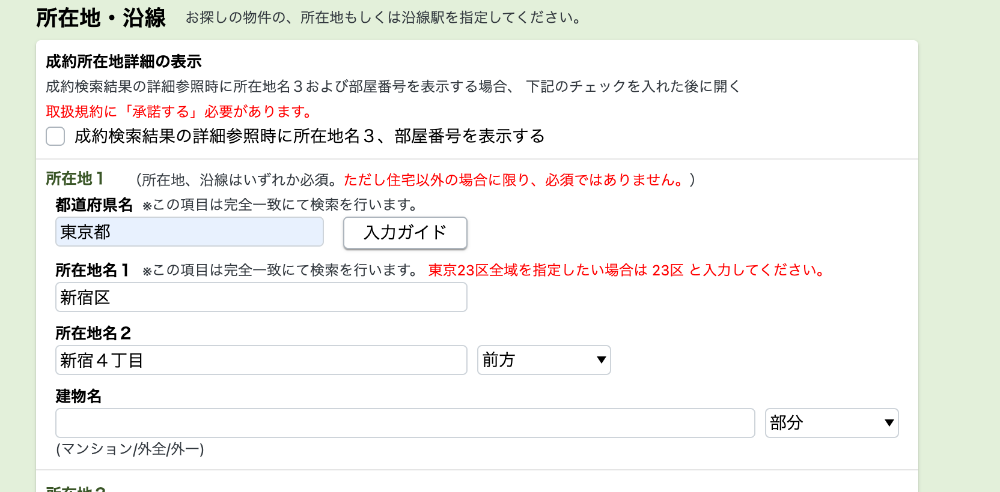 所在地・沿線 お探しの物件の、所在地もしくは沿線駅を指定してください。
成約所在地詳細の表示
成約検索結果の詳細参照時に所在地名３および部屋番号を表示する場合、 下記のチェックを入れた後に開く
取扱規約に「承諾する」必要があります。
成約検索結果の詳細参照時に所在地名３、部屋番号を表示する
所在地１ （所在地、沿線はいずれか必須。ただし住宅以外の場合に限り、必須ではありません。）
都道府県名 ※この項目は完全一致にて検索を行います。
東京都 入力ガイド
所在地名１ ※この項目は完全一致にて検索を行います。 東京23区全域を指定したい場合は 23区 と入力してください。
新宿区
所在地名２
新宿４丁目 前方 ▼
建物名
部分 ▼
(マンション/外全/外一)
所在地２